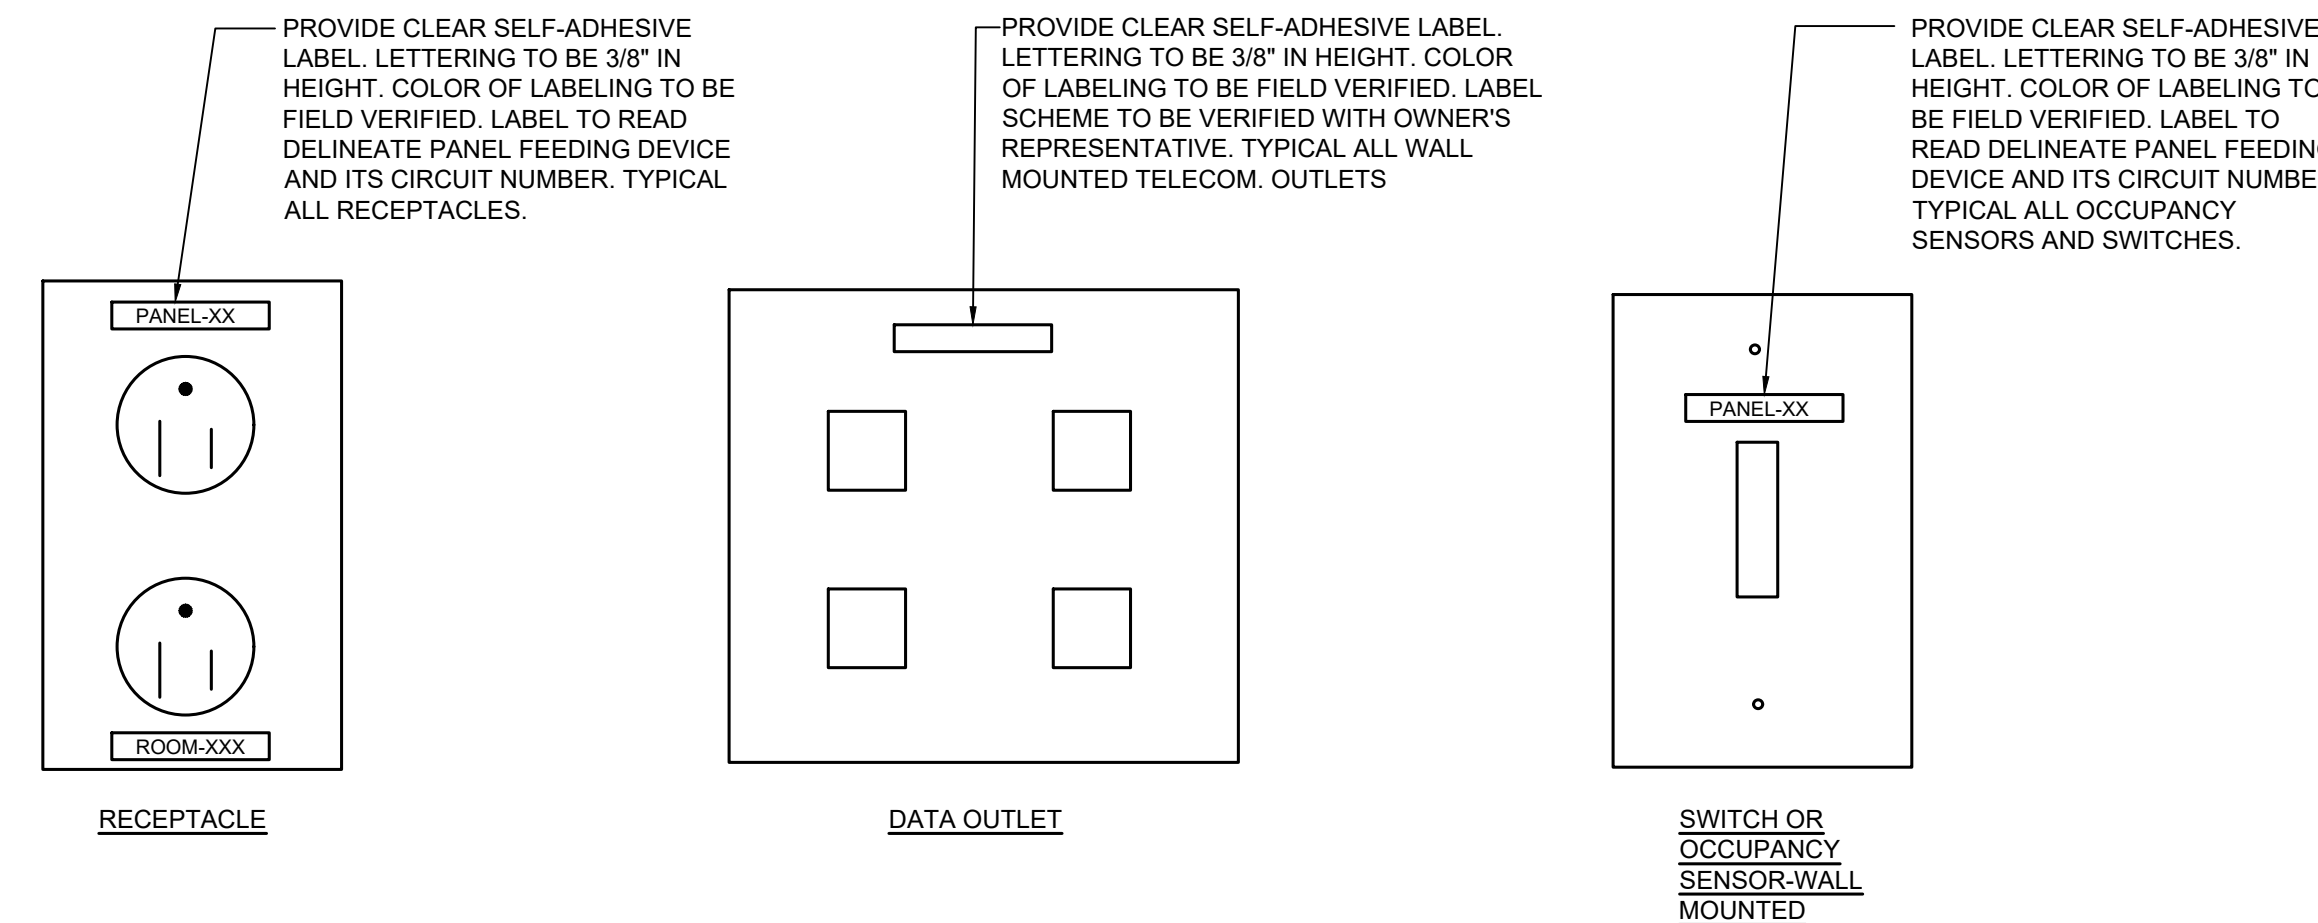 PROVIDE CLEAR SELF-ADHESIVE
LABEL. LETTERING TO BE 3/8" IN
HEIGHT. COLOR OF LABELING TO BE
FIELD VERIFIED. LABEL TO READ
DELINEATE PANEL FEEDING DEVICE
AND ITS CIRCUIT NUMBER. TYPICAL
ALL RECEPTACLES.
PANEL-XX
ROOM-XXX
RECEPTACLE
PROVIDE CLEAR SELF-ADHESIVE LABEL.
LETTERING TO BE 3/8" IN HEIGHT. COLOR
OF LABELING TO BE FIELD VERIFIED. LABEL
SCHEME TO BE VERIFIED WITH OWNER'S
REPRESENTATIVE. TYPICAL ALL WALL
MOUNTED TELECOM. OUTLETS
DATA OUTLET
PROVIDE CLEAR SELF-ADHESIVE
LABEL. LETTERING TO BE 3/8" IN
HEIGHT. COLOR OF LABELING TO
BE FIELD VERIFIED. LABEL TO
READ DELINEATE PANEL FEEDIN
DEVICE AND ITS CIRCUIT NUMBE
TYPICAL ALL OCCUPANCY
SENSORS AND SWITCHES.
PANEL-XX
SWITCH OR
OCCUPANCY
SENSOR-WALL
MOUNTED